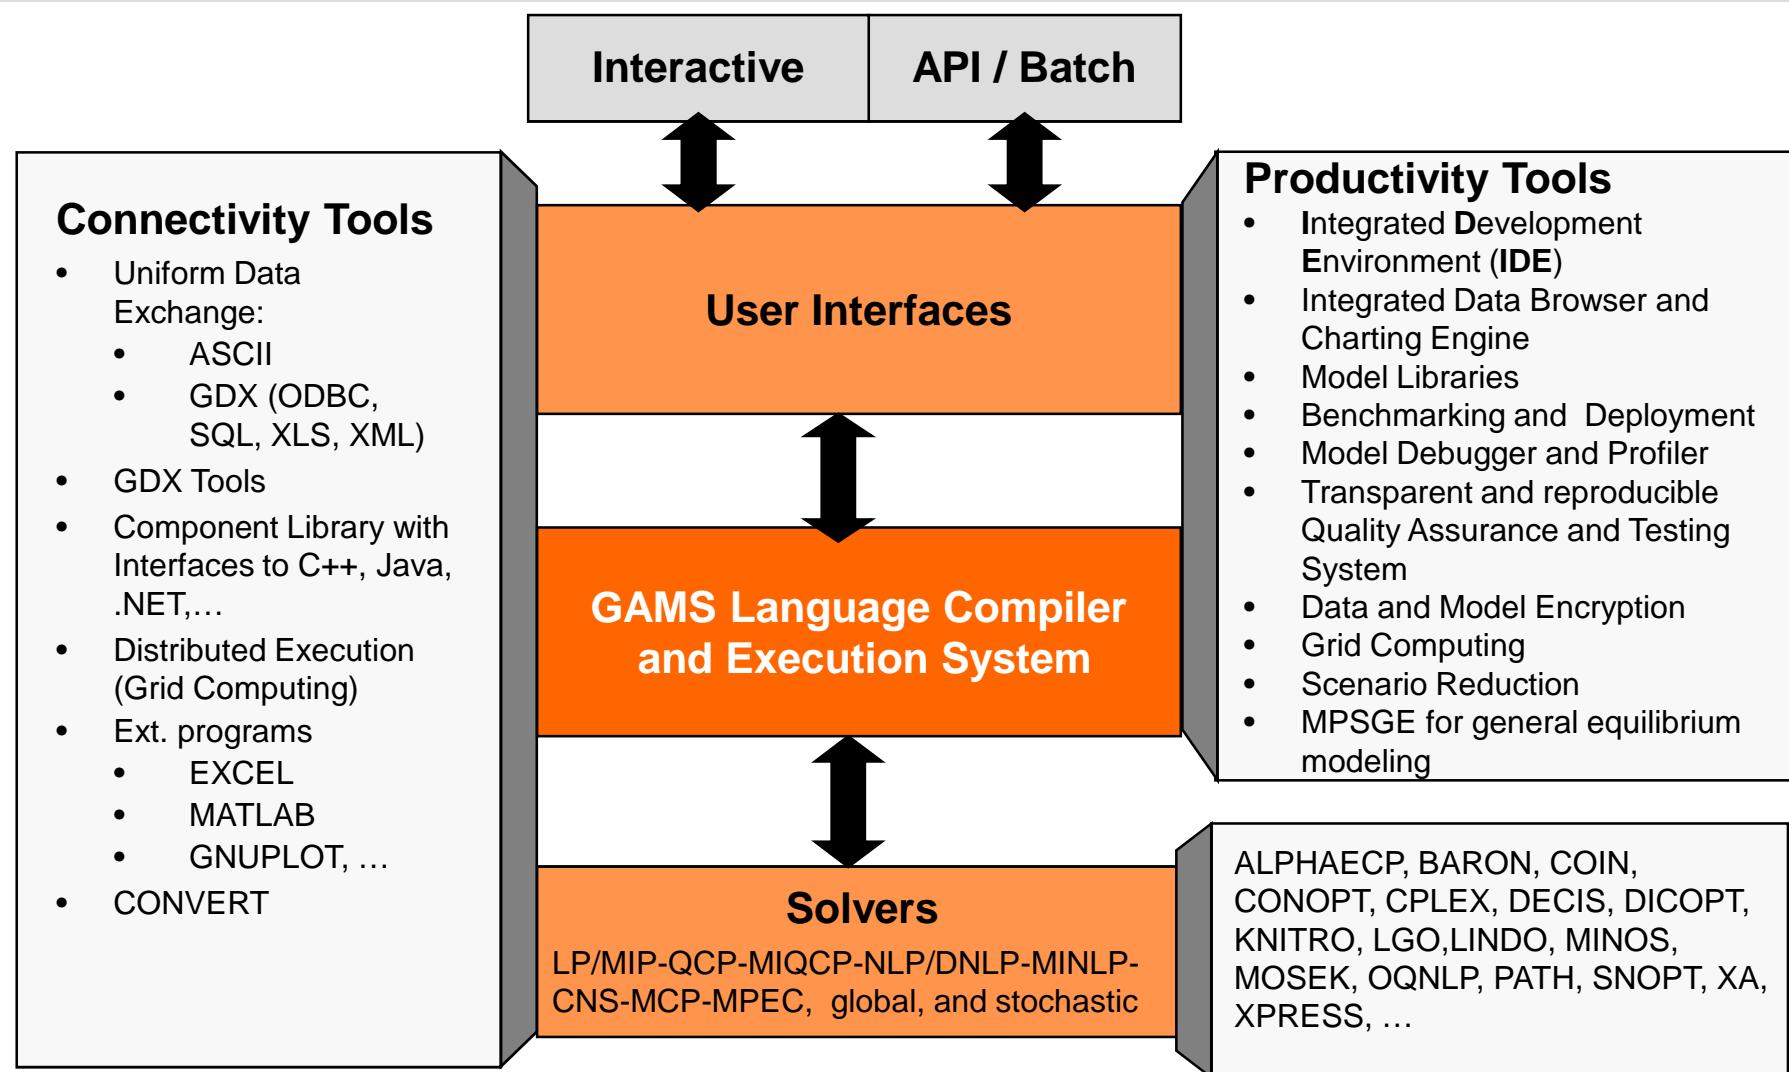 Interactive
API / Batch
Connectivity Tools
• Uniform Data
Exchange:
• ASCII
• GDX (ODBC,
SQL, XLS, XML)
• GDX Tools
• Component Library with
Interfaces to C++, Java,
.NET,…
• Distributed Execution
(Grid Computing)
• Ext. programs
• EXCEL
• MATLAB
• GNUPLOT, …
• CONVERT
User Interfaces
GAMS Language Compiler
and Execution System
Solvers
LP/MIP-QCP-MIQCP-NLP/DNLP-MINLP-
CNS-MCP-MPEC, global, and stochastic
Productivity Tools
• Integrated Development
Environment (IDE)
• Integrated Data Browser and
Charting Engine
• Model Libraries
• Benchmarking and Deployment
• Model Debugger and Profiler
• Transparent and reproducible
Quality Assurance and Testing
System
• Data and Model Encryption
• Grid Computing
• Scenario Reduction
• MPSGE for general equilibrium
modeling
ALPHAECP, BARON, COIN,
CONOPT, CPLEX, DECIS, DICOPT,
KNITRO, LGO,LINDO, MINOS,
MOSEK, OQNLP, PATH, SNOPT, XA,
XPRESS, …